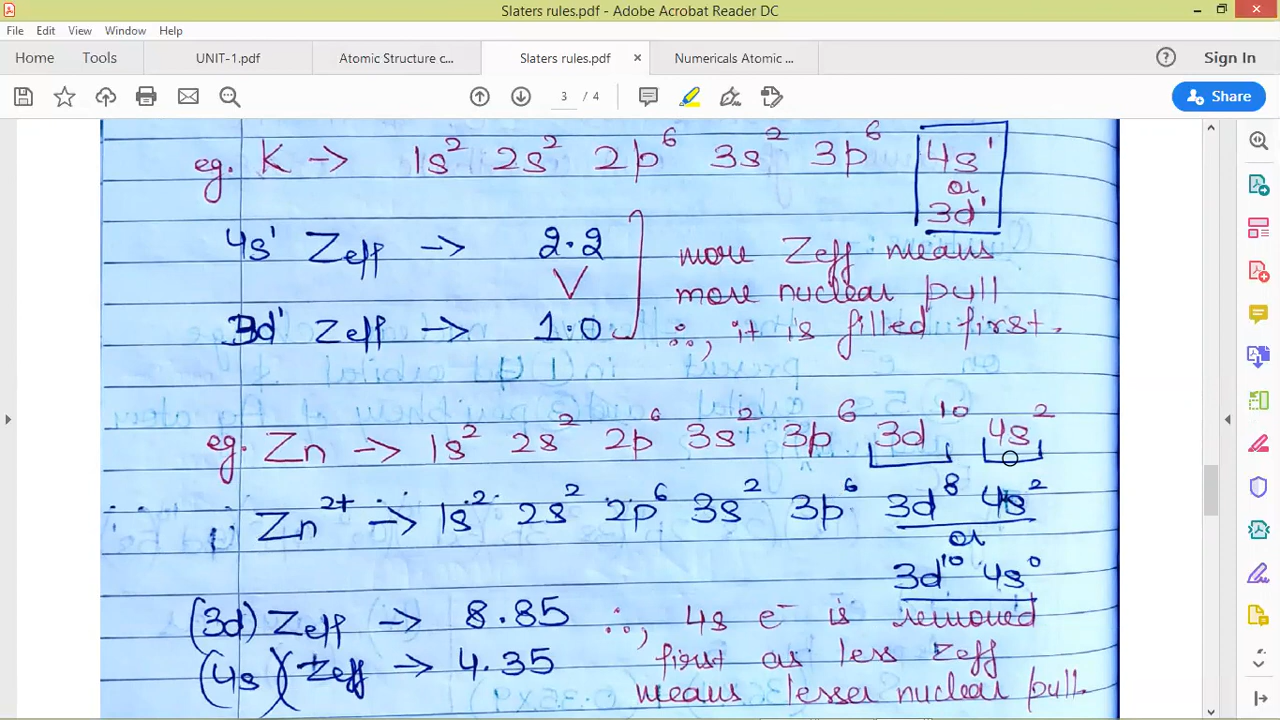 Slaters rules.pdf - Adobe Acrobat Reader DC
File Edit View Window Help
Home Tools UNIT-1.pdf Atomic Structure c... Slaters rules.pdf × Numericals Atomic ... Sign In
3 / 4 Share
eg. K → 1s² 2s² 2p⁶ 3s² 3p⁶ 4s¹
or
3d¹
4s¹ Zeff → 2.2 more Zeff means
V more nuclear pull
3d¹ Zeff → 1.0 ∴, it is filled first.
eg. Zn → 1s² 2s² 2p⁶ 3s² 3p⁶ 3d¹⁰ 4s²
Zn²⁺ → 1s² 2s² 2p⁶ 3s² 3p⁶ 3d⁸ 4s²
or
3d¹⁰ 4s⁰
(3d) Zeff → 8.85 ∴, 4s e⁻ is removed
(4s) Zeff → 4.35 first as less Zeff
means lesser nuclear pull.